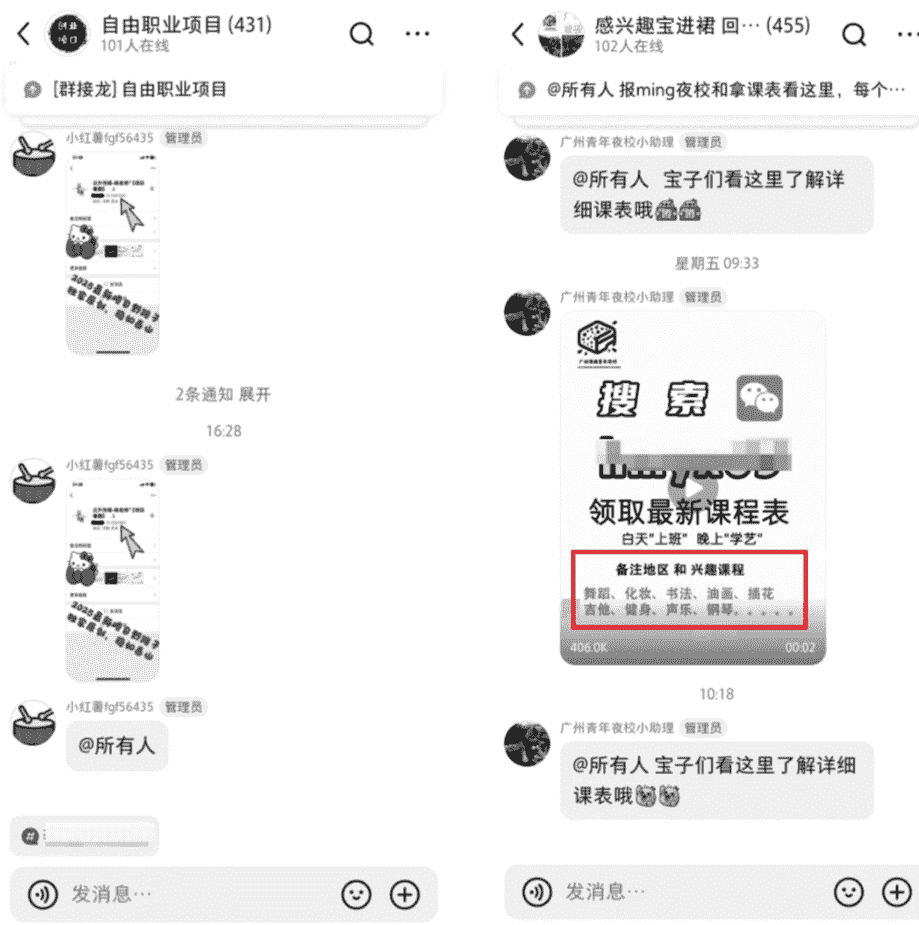 自由职业项目 (431)
101人在线
[群接龙] 自由职业项目
小红薯fgf56435 管理员
2025最新暗
2条通知 展开
16:28
小红薯fgf56435 管理员
小红薯fgf56435 管理员
@所有人
发消息…
感兴趣宝进裙 回… (455)
102人在线
@所有人 报ming夜校和拿课表看这里，每个…
广州青年夜校小助理 管理员
@所有人 宝子们看这里了解详
细课表哦
星期五 09:33
广州青年夜校小助理 管理员
搜 索
领取最新课程表
白天“上班” 晚上“学艺”
备注地区 和 兴趣课程
舞蹈、化妆、书法、油画、插花
吉他、健身、声乐、钢琴。。。。。
406.0K
00:02
10:18
广州青年夜校小助理 管理员
@所有人 宝子们看这里了解详细
课表哦
发消息…